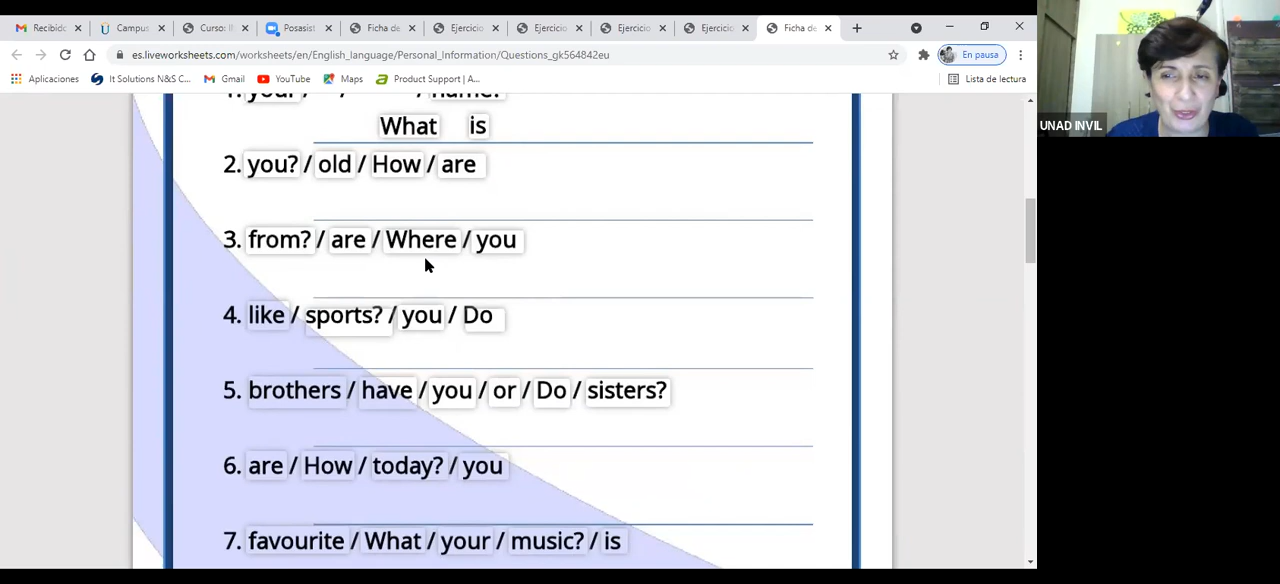 Recibido
Campus
Curso: I
Posasist
Ficha de
Ejercicio
Ejercicio
Ejercicio
Ejercicio
Ficha de
es.liveworksheets.com/worksheets/en/English_language/Personal_Information/Questions_gk564842eu
En pausa
Aplicaciones
It Solutions N&S C...
Gmail
YouTube
Maps
Product Support | A...
Lista de lectura
UNAD INVIL
1. your? / / name?
What is
2. you? / old / How / are
3. from? / are / Where / you
4. like / sports? / you / Do
5. brothers / have / you / or / Do / sisters?
6. are / How / today? / you
7. favourite / What / your / music? / is